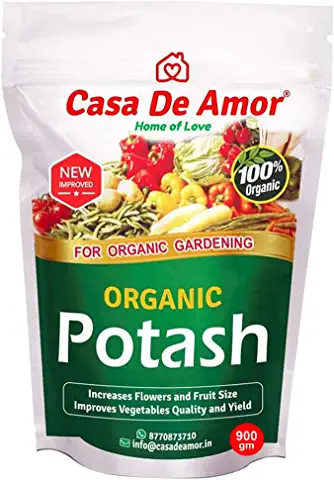 Casa De Amor®
Home of Love
NEW
IMPROVED
100%
Organic
FOR ORGANIC GARDENING
ORGANIC
Potash
Increases Flowers and Fruit Size
Improves Vegetables Quality and Yield
8770873710
info@casadeamor.in
900
gm